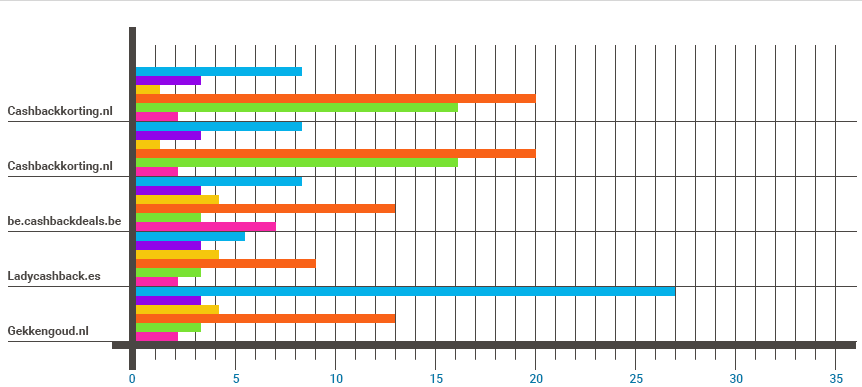 Cashbackkorting.nl
Cashbackkorting.nl
be.cashbackdeals.be
Ladycashback.es
Gekkengoud.nl
0 5 10 15 20 25 30 35